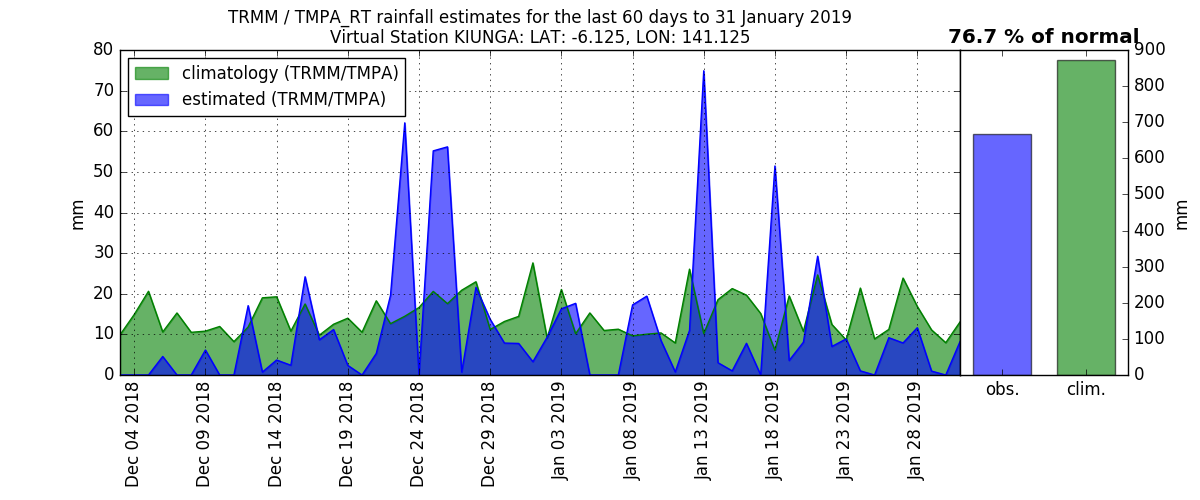 TRMM / TMPA_RT rainfall estimates for the last 60 days to 31 January 2019
Virtual Station KIUNGA: LAT: -6.125, LON: 141.125
76.7 % of normal
climatology (TRMM/TMPA)
estimated (TRMM/TMPA)
mm
80
70
60
50
40
30
20
10
0
Dec 04 2018
Dec 09 2018
Dec 14 2018
Dec 19 2018
Dec 24 2018
Dec 29 2018
Jan 03 2019
Jan 08 2019
Jan 13 2019
Jan 18 2019
Jan 23 2019
Jan 28 2019
obs.
clim.
900
800
700
600
500
400
300
200
100
0
mm